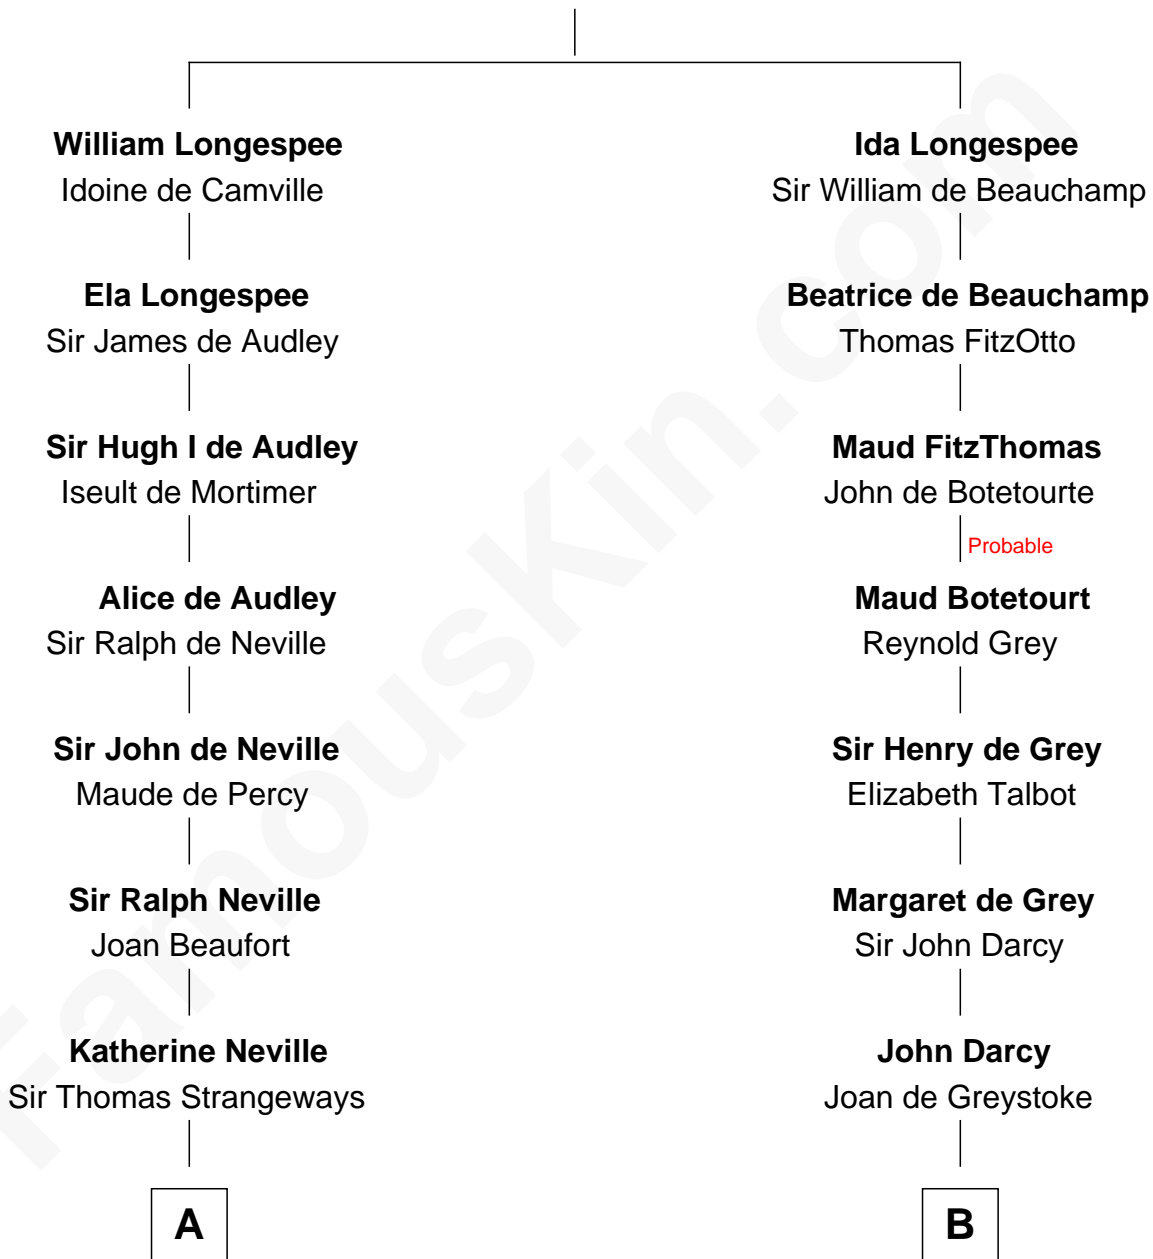 William Longespee
Idoine de Camville
Ida Longespee
Sir William de Beauchamp
Ela Longespee
Sir James de Audley
Beatrice de Beauchamp
Thomas FitzOtto
Sir Hugh I de Audley
Iseult de Mortimer
Maud FitzThomas
John de Botetourte
Probable
Alice de Audley
Sir Ralph de Neville
Maud Botetourt
Reynold Grey
Sir John de Neville
Maude de Percy
Sir Henry de Grey
Elizabeth Talbot
Sir Ralph Neville
Joan Beaufort
Margaret de Grey
Sir John Darcy
Katherine Neville
Sir Thomas Strangeways
John Darcy
Joan de Greystoke
A
B
FamousKin.com